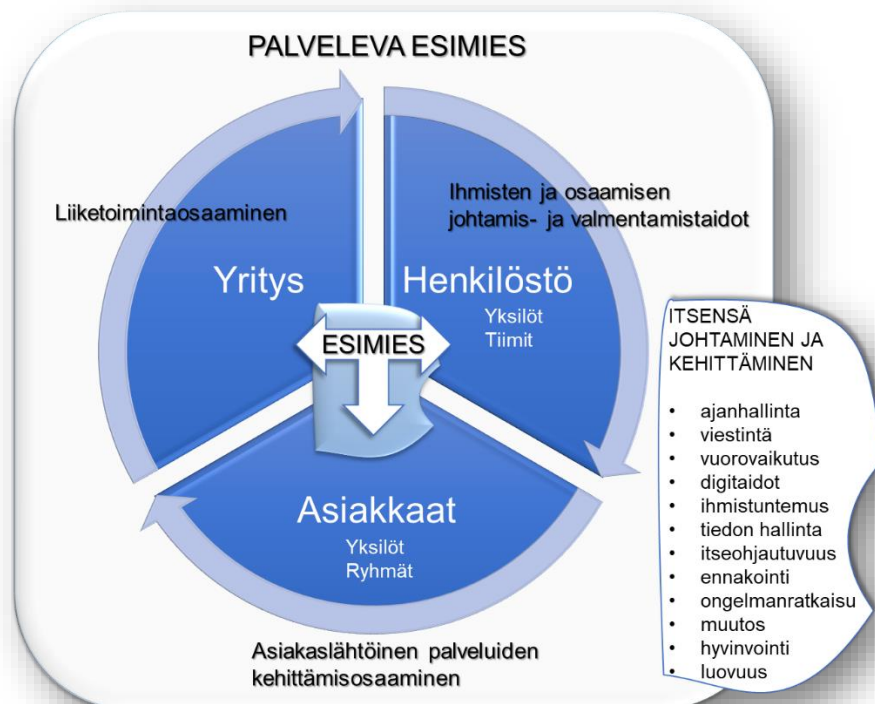 PALVELEVA ESIMIES
Liiketoimintaosaaminen
Ihmisten ja osaamisen
johtamis- ja valmentamistaidot
Yritys
Henkilöstö
Yksilöt
Tiimit
ESIMIES
Asiakkaat
Yksilöt
Ryhmät
Asiakaslähtöinen palveluiden
kehittämisosaaminen
ITSENSÄ
JOHTAMINEN JA
KEHITTÄMINEN
• ajanhallinta
• viestintä
• vuorovaikutus
• digitaidot
• ihmistuntemus
• tiedon hallinta
• itseohjautuvuus
• ennakointi
• ongelmanratkaisu
• muutos
• hyvinvointi
• luovuus